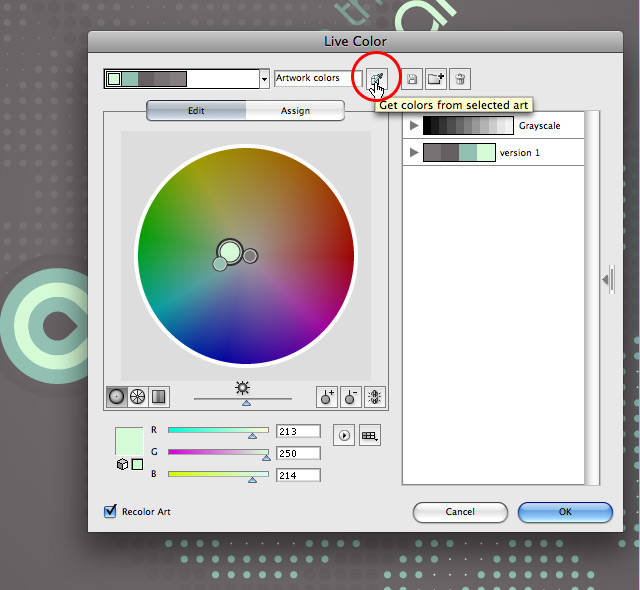 Live Color
Artwork colors
Get colors from selected art
Edit
Assign
Grayscale
version 1
R
213
G
250
B
214
Recolor Art
Cancel
OK